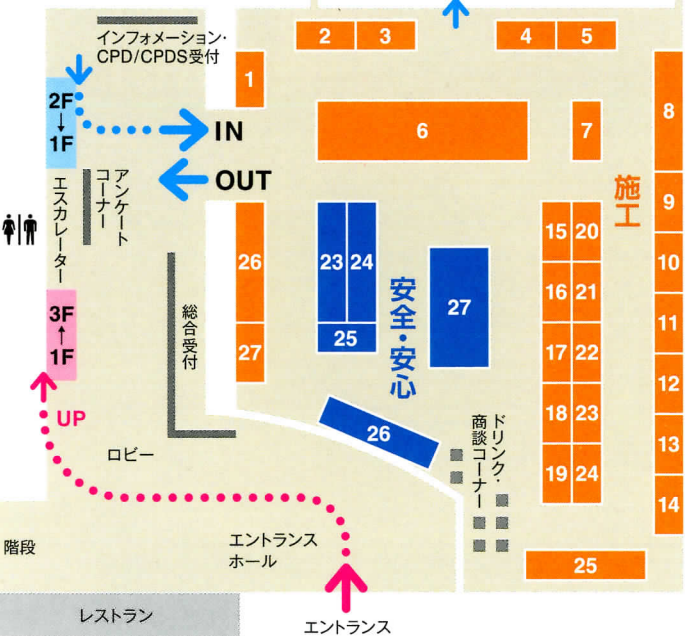 インフォメーション・
CPD/CPDS受付
2
3
4
5
1
6
7
8
2F
1F
IN
OUT
アンケート
コーナー
エスカレーター
施工
9
10
11
12
13
14
15
20
16
21
17
22
18
23
19
24
26
27
23
24
25
27
26
安全・安心
総合受付
3F
1F
UP
ロビー
ドリンク・
商談コーナー
25
階段
エントランス
ホール
レストラン
エントランス